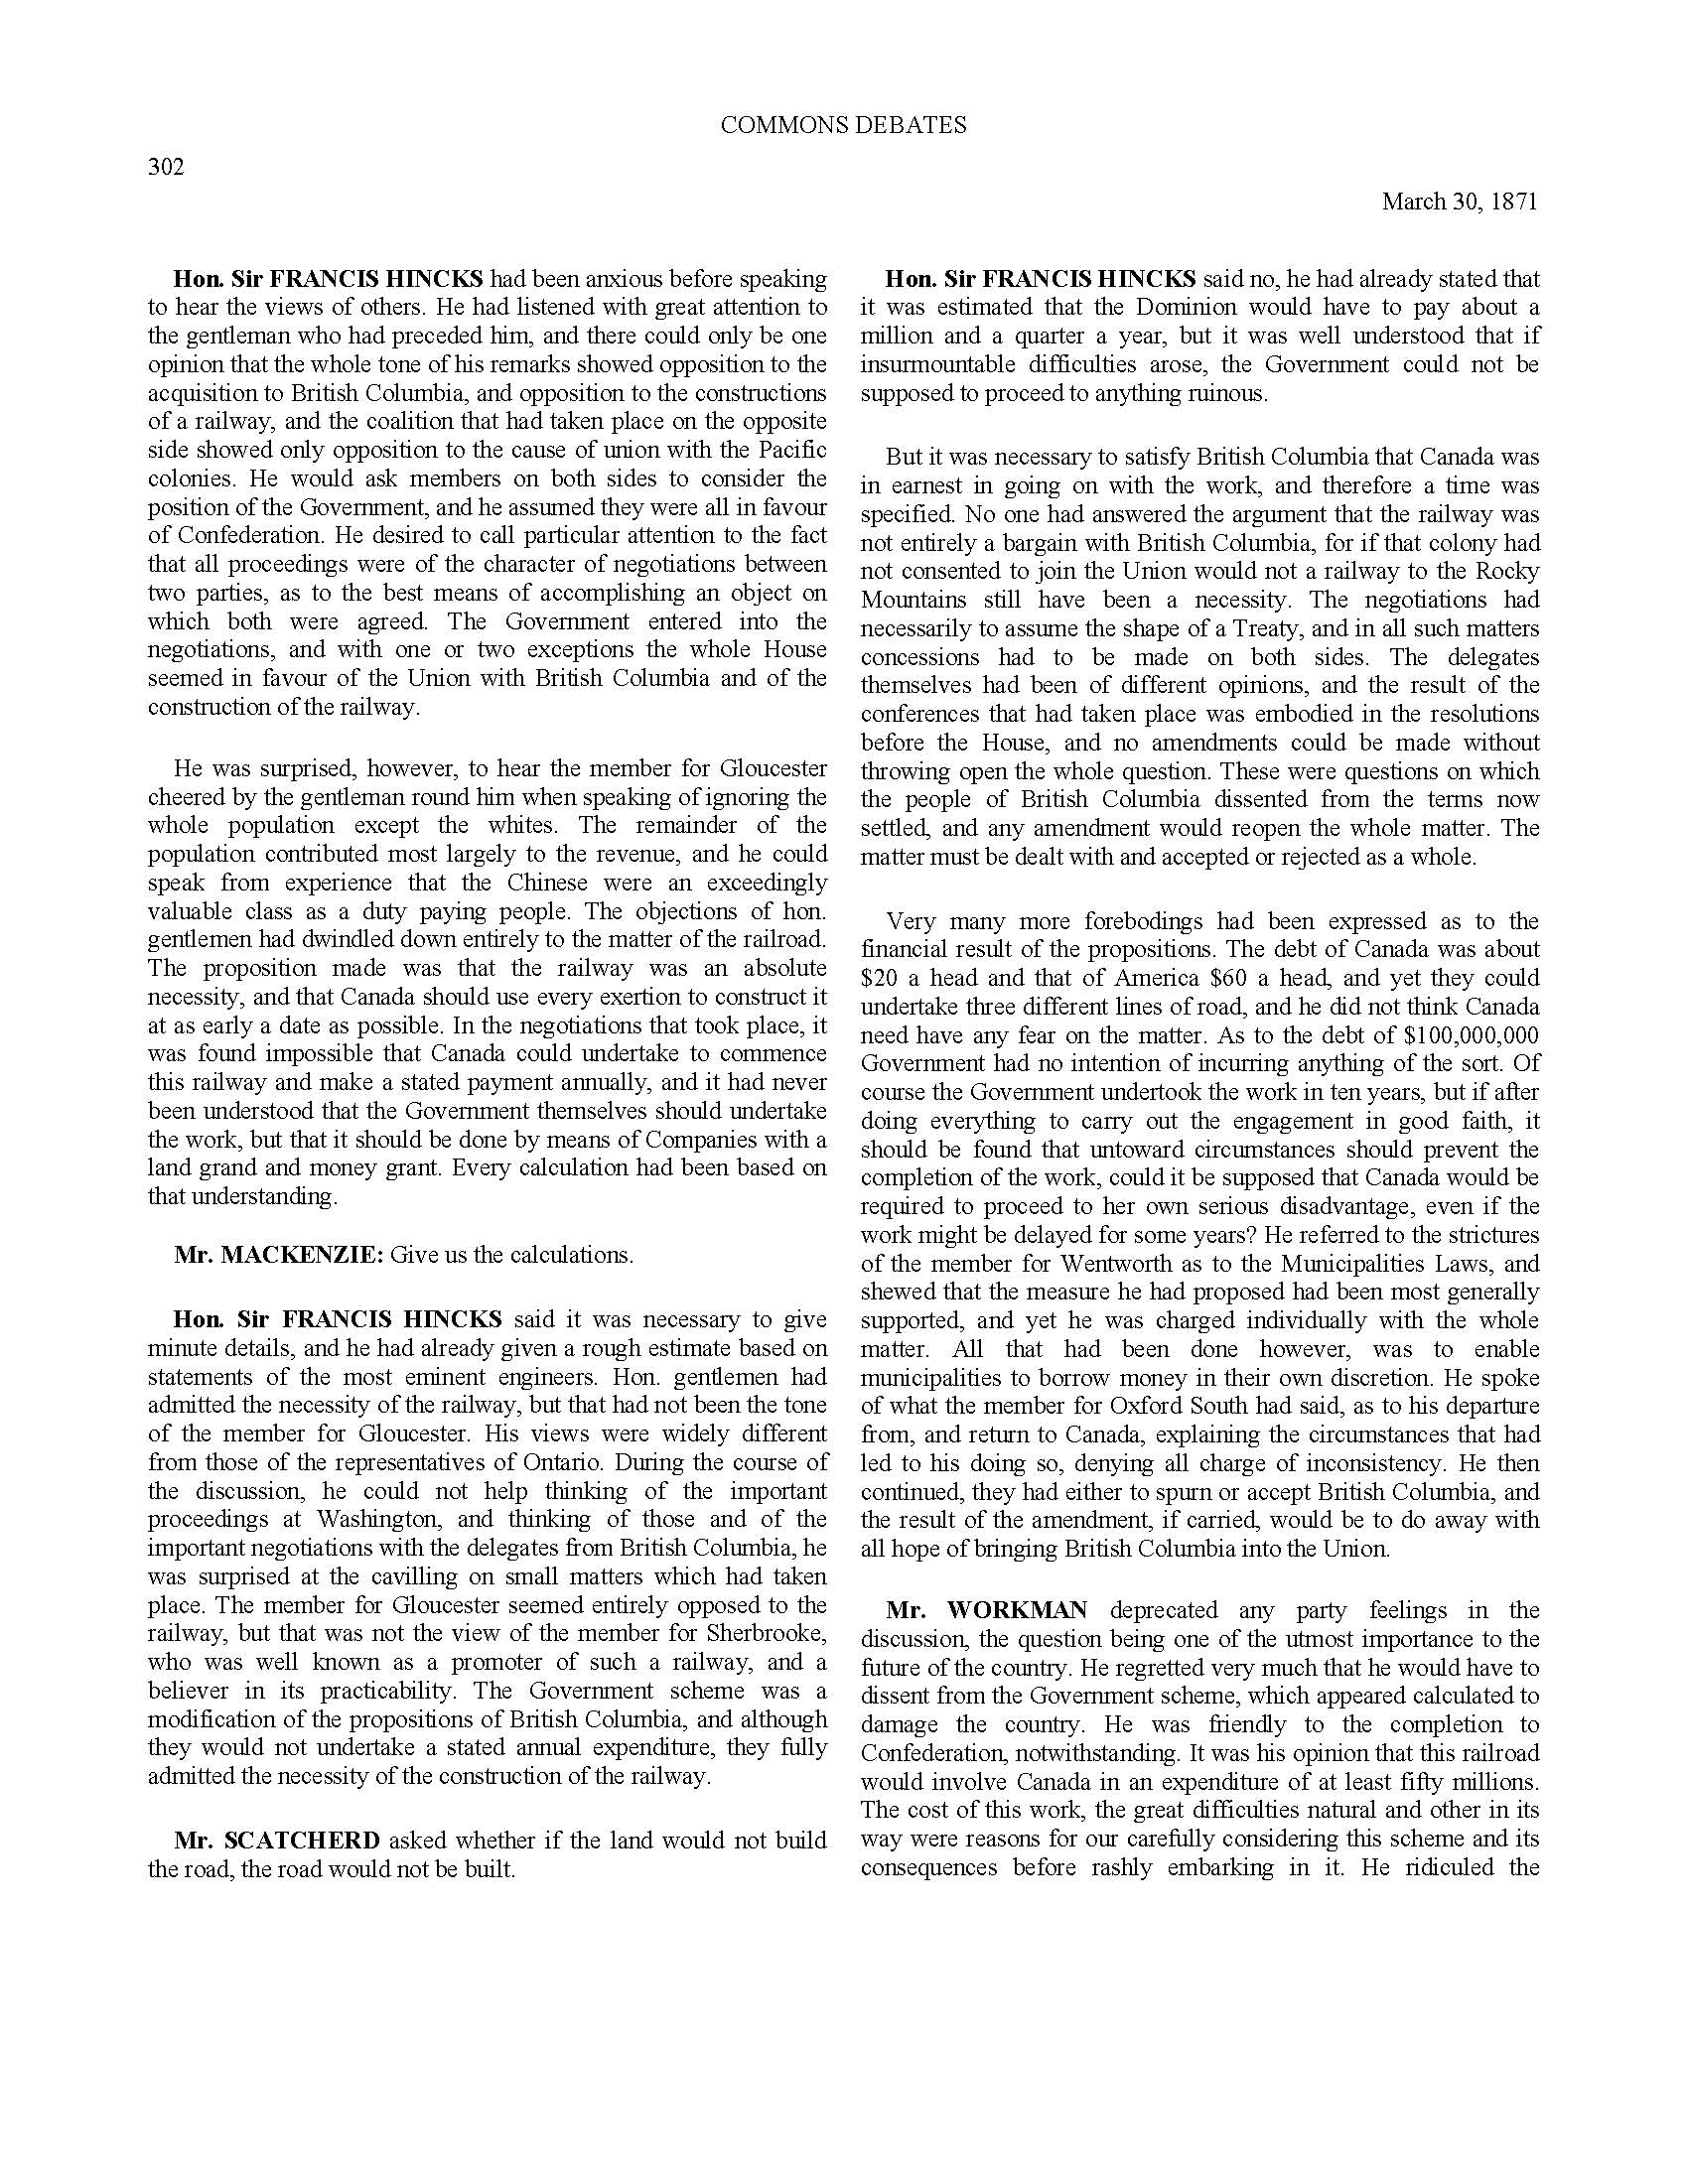 COMMONS DEBATES
302
March 30, 1871
Hon. Sir FRANCIS HINCKS had been anxious before speaking
to hear the views of others. He had listened with great attention to
the gentleman who had preceded him, and there could only be one
opinion that the whole tone of his remarks showed opposition to the
acquisition to British Columbia, and opposition to the constructions
of a railway, and the coalition that had taken place on the opposite
side showed only opposition to the cause of union with the Pacific
colonies. He would ask members on both sides to consider the
position of the Government, and he assumed they were all in favour
of Confederation. He desired to call particular attention to the fact
that all proceedings were of the character of negotiations between
two parties, as to the best means of accomplishing an object on
which both were agreed. The Government entered into the
negotiations, and with one or two exceptions the whole House
seemed in favour of the Union with British Columbia and of the
construction of the railway.
He was surprised, however, to hear the member for Gloucester
cheered by the gentleman round him when speaking of ignoring the
whole population except the whites. The remainder of the
population contributed most largely to the revenue, and he could
speak from experience that the Chinese were an exceedingly
valuable class as a duty paying people. The objections of hon.
gentlemen had dwindled down entirely to the matter of the railroad.
The proposition made was that the railway was an absolute
necessity, and that Canada should use every exertion to construct it
at as early a date as possible. In the negotiations that took place, it
was found impossible that Canada could undertake to commence
this railway and make a stated payment annually, and it had never
been understood that the Government themselves should undertake
the work, but that it should be done by means of Companies with a
land grand and money grant. Every calculation had been based on
that understanding.
Mr. MACKENZIE: Give us the calculations.
Hon. Sir FRANCIS HINCKS said it was necessary to give
minute details, and he had already given a rough estimate based on
statements of the most eminent engineers. Hon. gentlemen had
admitted the necessity of the railway, but that had not been the tone
of the member for Gloucester. His views were widely different
from those of the representatives of Ontario. During the course of
the discussion, he could not help thinking of the important
proceedings at Washington, and thinking of those and of the
important negotiations with the delegates from British Columbia, he
was surprised at the cavilling on small matters which had taken
place. The member for Gloucester seemed entirely opposed to the
railway, but that was not the view of the member for Sherbrooke,
who was well known as a promoter of such a railway, and a
believer in its practicability. The Government scheme was a
modification of the propositions of British Columbia, and although
they would not undertake a stated annual expenditure, they fully
admitted the necessity of the construction of the railway.
Mr. SCATCHERD asked whether if the land would not build
the road, the road would not be built.
Hon. Sir FRANCIS HINCKS said no, he had already stated that
it was estimated that the Dominion would have to pay about a
million and a quarter a year, but it was well understood that if
insurmountable difficulties arose, the Government could not be
supposed to proceed to anything ruinous.
But it was necessary to satisfy British Columbia that Canada was
in earnest in going on with the work, and therefore a time was
specified. No one had answered the argument that the railway was
not entirely a bargain with British Columbia, for if that colony had
not consented to join the Union would not a railway to the Rocky
Mountains still have been a necessity. The negotiations had
necessarily to assume the shape of a Treaty, and in all such matters
concessions had to be made on both sides. The delegates
themselves had been of different opinions, and the result of the
conferences that had taken place was embodied in the resolutions
before the House, and no amendments could be made without
throwing open the whole question. These were questions on which
the people of British Columbia dissented from the terms now
settled, and any amendment would reopen the whole matter. The
matter must be dealt with and accepted or rejected as a whole.
Very many more forebodings had been expressed as to the
financial result of the propositions. The debt of Canada was about
$20 a head and that of America $60 a head, and yet they could
undertake three different lines of road, and he did not think Canada
need have any fear on the matter. As to the debt of $100,000,000
Government had no intention of incurring anything of the sort. Of
course the Government undertook the work in ten years, but if after
doing everything to carry out the engagement in good faith, it
should be found that untoward circumstances should prevent the
completion of the work, could it be supposed that Canada would be
required to proceed to her own serious disadvantage, even if the
work might be delayed for some years? He referred to the strictures
of the member for Wentworth as to the Municipalities Laws, and
shewed that the measure he had proposed had been most generally
supported, and yet he was charged individually with the whole
matter. All that had been done however, was to enable
municipalities to borrow money in their own discretion. He spoke
of what the member for Oxford South had said, as to his departure
from, and return to Canada, explaining the circumstances that had
led to his doing so, denying all charge of inconsistency. He then
continued, they had either to spurn or accept British Columbia, and
the result of the amendment, if carried, would be to do away with
all hope of bringing British Columbia into the Union.
Mr. WORKMAN deprecated any party feelings in the
discussion, the question being one of the utmost importance to the
future of the country. He regretted very much that he would have to
dissent from the Government scheme, which appeared calculated to
damage the country. He was friendly to the completion to
Confederation, notwithstanding. It was his opinion that this railroad
would involve Canada in an expenditure of at least fifty millions.
The cost of this work, the great difficulties natural and other in its
way were reasons for our carefully considering this scheme and its
consequences before rashly embarking in it. He ridiculed the